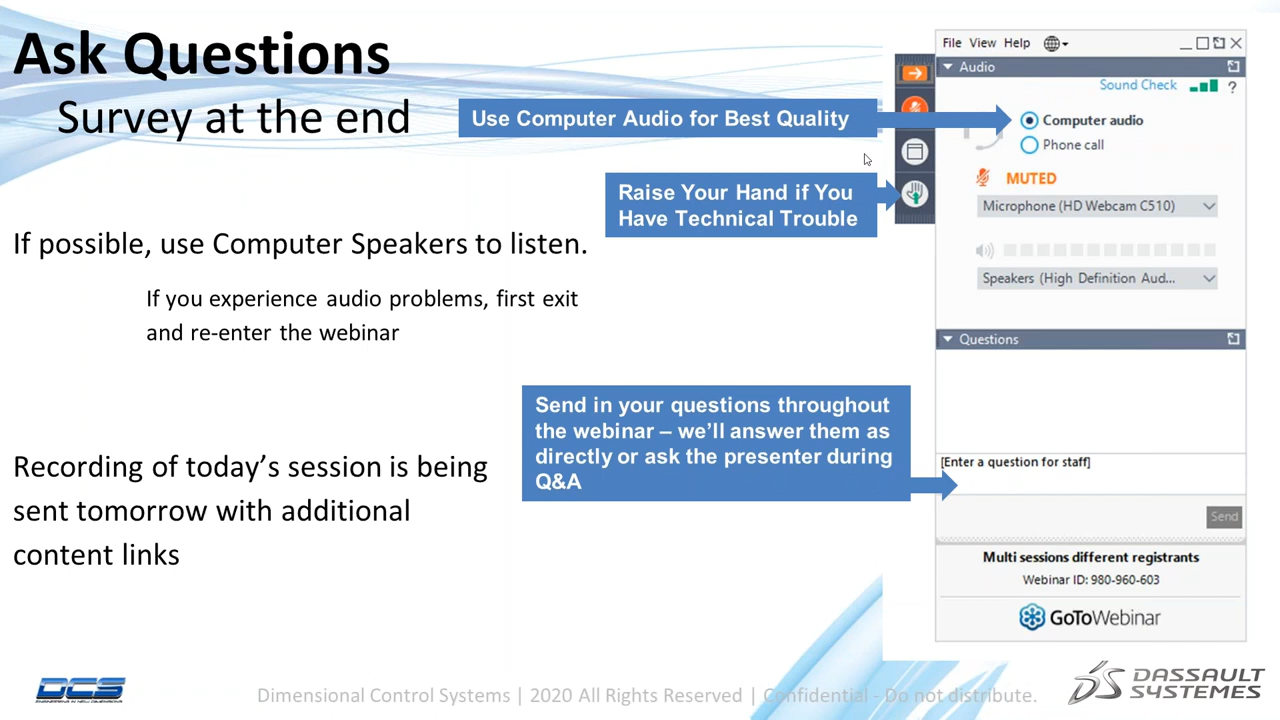 Ask Questions
Survey at the end
If possible, use Computer Speakers to listen.
If you experience audio problems, first exit
and re-enter the webinar
Recording of today's session is being
sent tomorrow with additional
content links
Use Computer Audio for Best Quality
Raise Your Hand if You
Have Technical Trouble
Send in your questions throughout
the webinar – we'll answer them as
directly or ask the presenter during
Q&A
File View Help
Audio
Sound Check ?
Computer audio
Phone call
MUTED
Microphone (HD Webcam C510)
Speakers (High Definition Aud...
Questions
[Enter a question for staff]
Send
Multi sessions different registrants
Webinar ID: 980-960-603
GoToWebinar
DCS
ENGINEERING IN NEW DIMENSIONS
Dimensional Control Systems | 2020 All Rights Reserved | Confidential - Do not distribute.
DASSAULT
SYSTEMES